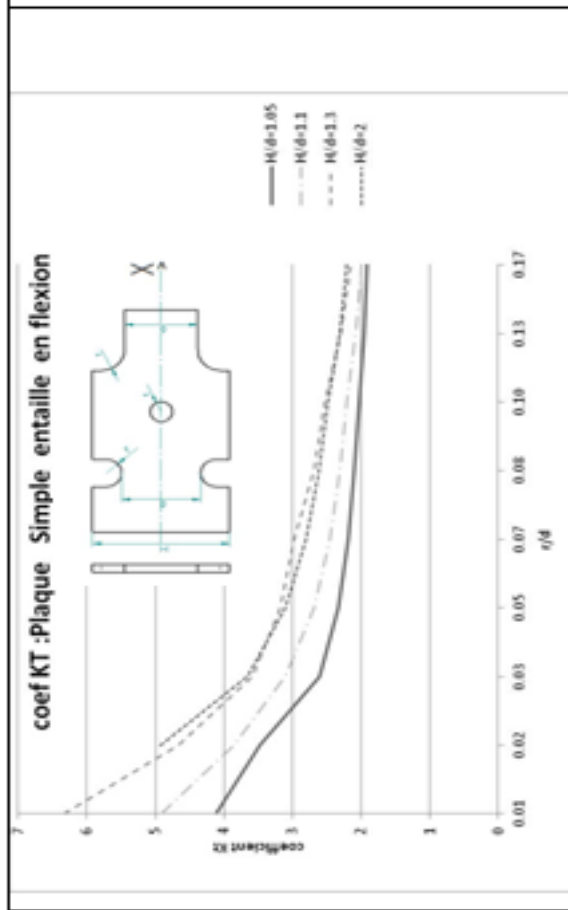 coef KT :Plaque Simple entaille en flexion
7
6
5
4
3
2
1
0
coefficient Kt
0.01
0.02
0.03
0.05
0.07
0.08
0.10
0.13
0.17
r/d
H/d=1.05
H/d=1.1
H/d=1.3
H/d=2